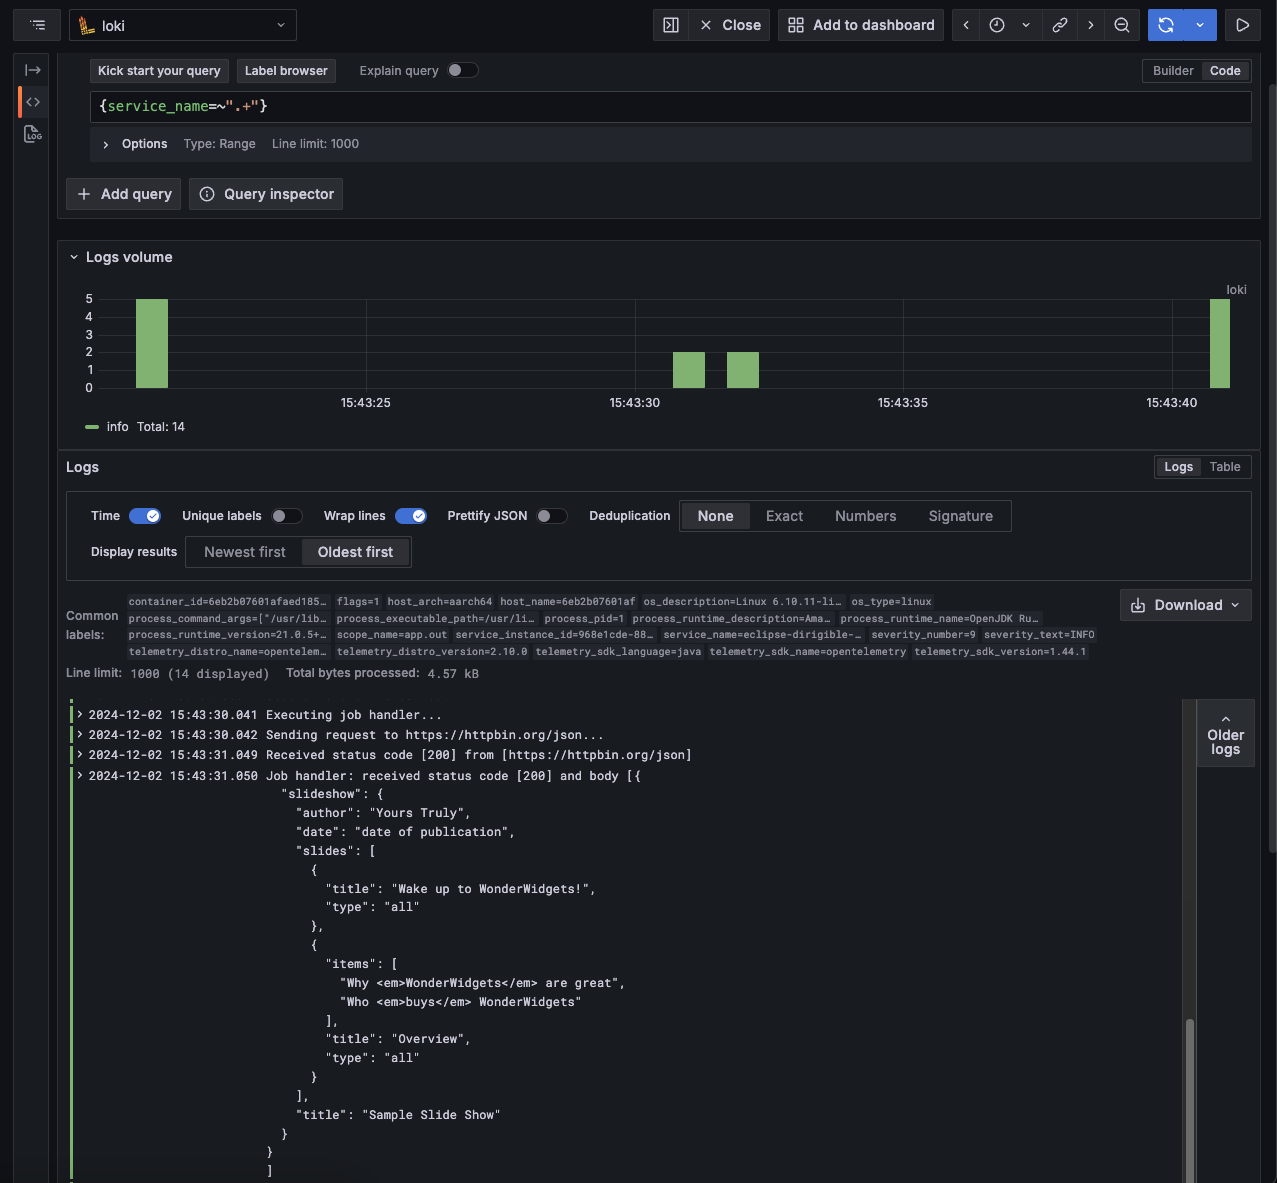 loki
Close
Add to dashboard
Kick start your query
Label browser
Explain query
Builder
Code
{service_name=~".+"}
Options Type: Range Line limit: 1000
Add query
Query inspector
Logs volume
loki
5
4
3
2
1
0
15:43:25
15:43:30
15:43:35
15:43:40
info Total: 14
Logs
Logs
Table
Time
Unique labels
Wrap lines
Prettify JSON
Deduplication
None
Exact
Numbers
Signature
Display results
Newest first
Oldest first
Common labels:
container_id=6eb2b07601afaed185… flags=1 host_arch=aarch64 host_name=6eb2b07601af os_description=Linux 6.10.11-li… os_type=linux
process_command_args=["/usr/lib… process_executable_path=/usr/li… process_pid=1 process_runtime_description=Ama… process_runtime_name=OpenJDK Ru…
process_runtime_version=21.0.5+… scope_name=app.out service_instance_id=968e1cde-88… service_name=eclipse-dirigible-… severity_number=9 severity_text=INFO
telemetry_distro_name=opentelem… telemetry_distro_version=2.10.0 telemetry_sdk_language=java telemetry_sdk_name=opentelemetry telemetry_sdk_version=1.44.1
Download
Line limit: 1000 (14 displayed) Total bytes processed: 4.57 kB
2024-12-02 15:43:30.041 Executing job handler...
2024-12-02 15:43:30.042 Sending request to https://httpbin.org/json...
2024-12-02 15:43:31.049 Received status code [200] from [https://httpbin.org/json]
2024-12-02 15:43:31.050 Job handler: received status code [200] and body [{
"slideshow": {
"author": "Yours Truly",
"date": "date of publication",
"slides": [
{
"title": "Wake up to WonderWidgets!",
"type": "all"
},
{
"items": [
"Why <em>WonderWidgets</em> are great",
"Who <em>buys</em> WonderWidgets"
],
"title": "Overview",
"type": "all"
}
],
"title": "Sample Slide Show"
}
}
]
Older
logs